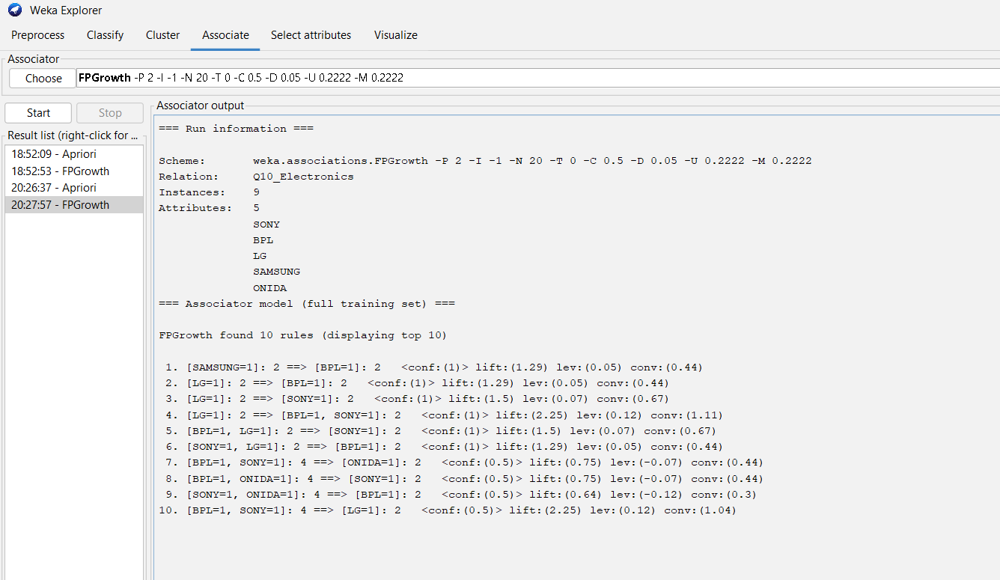 Weka Explorer
Preprocess Classify Cluster Associate Select attributes Visualize
Associator
Choose FPGrowth -P 2 -I -1 -N 20 -T 0 -C 0.5 -D 0.05 -U 0.2222 -M 0.2222
Start Stop
Result list (right-click for ...
18:52:09 - Apriori
18:52:53 - FPGrowth
20:26:37 - Apriori
20:27:57 - FPGrowth
Associator output
=== Run information ===
Scheme: weka.associations.FPGrowth -P 2 -I -1 -N 20 -T 0 -C 0.5 -D 0.05 -U 0.2222 -M 0.2222
Relation: Q10_Electronics
Instances: 9
Attributes: 5
SONY
BPL
LG
SAMSUNG
ONIDA
=== Associator model (full training set) ===
FPGrowth found 10 rules (displaying top 10)
1. [SAMSUNG=1]: 2 ==> [BPL=1]: 2 <conf:(1)> lift:(1.29) lev:(0.05) conv:(0.44)
2. [LG=1]: 2 ==> [BPL=1]: 2 <conf:(1)> lift:(1.29) lev:(0.05) conv:(0.44)
3. [LG=1]: 2 ==> [SONY=1]: 2 <conf:(1)> lift:(1.5) lev:(0.07) conv:(0.67)
4. [LG=1]: 2 ==> [BPL=1, SONY=1]: 2 <conf:(1)> lift:(2.25) lev:(0.12) conv:(1.11)
5. [BPL=1, LG=1]: 2 ==> [SONY=1]: 2 <conf:(1)> lift:(1.5) lev:(0.07) conv:(0.67)
6. [SONY=1, LG=1]: 2 ==> [BPL=1]: 2 <conf:(1)> lift:(1.29) lev:(0.05) conv:(0.44)
7. [BPL=1, SONY=1]: 4 ==> [ONIDA=1]: 2 <conf:(0.5)> lift:(0.75) lev:(-0.07) conv:(0.44)
8. [BPL=1, ONIDA=1]: 4 ==> [SONY=1]: 2 <conf:(0.5)> lift:(0.75) lev:(-0.07) conv:(0.44)
9. [SONY=1, ONIDA=1]: 4 ==> [BPL=1]: 2 <conf:(0.5)> lift:(0.64) lev:(-0.12) conv:(0.3)
10. [BPL=1, SONY=1]: 4 ==> [LG=1]: 2 <conf:(0.5)> lift:(2.25) lev:(0.12) conv:(1.04)